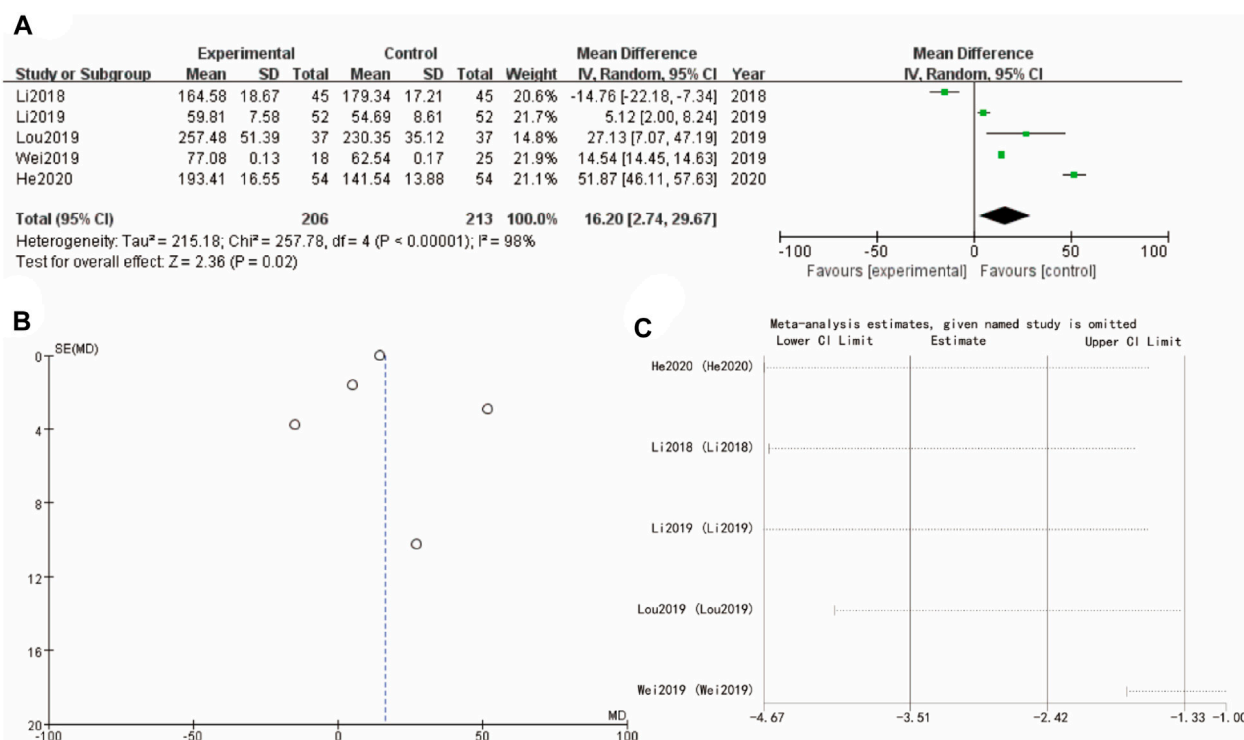 A
Experimental Control Mean Difference Mean Difference
Study or Subgroup Mean SD Total Mean SD Total Weight IV, Random, 95% CI Year IV, Random, 95% CI
Li2018 164.58 18.67 45 179.34 17.21 45 20.6% -14.76 [-22.18, -7.34] 2018
Li2019 59.81 7.58 52 54.69 8.61 52 21.7% 5.12 [2.00, 8.24] 2019
Lou2019 257.48 51.39 37 230.35 35.12 37 14.8% 27.13 [7.07, 47.19] 2019
Wei2019 77.08 0.13 18 62.54 0.17 25 21.9% 14.54 [14.45, 14.63] 2019
He2020 193.41 16.55 54 141.54 13.88 54 21.1% 51.87 [46.11, 57.63] 2020
Total (95% CI) 206 213 100.0% 16.20 [2.74, 29.67]
Heterogeneity: Tau² = 215.18; Chi² = 257.78, df = 4 (P < 0.00001); I² = 98%
Test for overall effect: Z = 2.36 (P = 0.02)
-100 -50 0 50 100
Favours [experimental] Favours [control]
B
SE(MD)
0
4
8
12
16
20
MD
-100 -50 0 50 100
C
Meta-analysis estimates, given named study is omitted
Lower CI Limit Estimate Upper CI Limit
He2020 (He2020)
Li2018 (Li2018)
Li2019 (Li2019)
Lou2019 (Lou2019)
Wei2019 (Wei2019)
-4.67 -3.51 -2.42 -1.33 -1.00